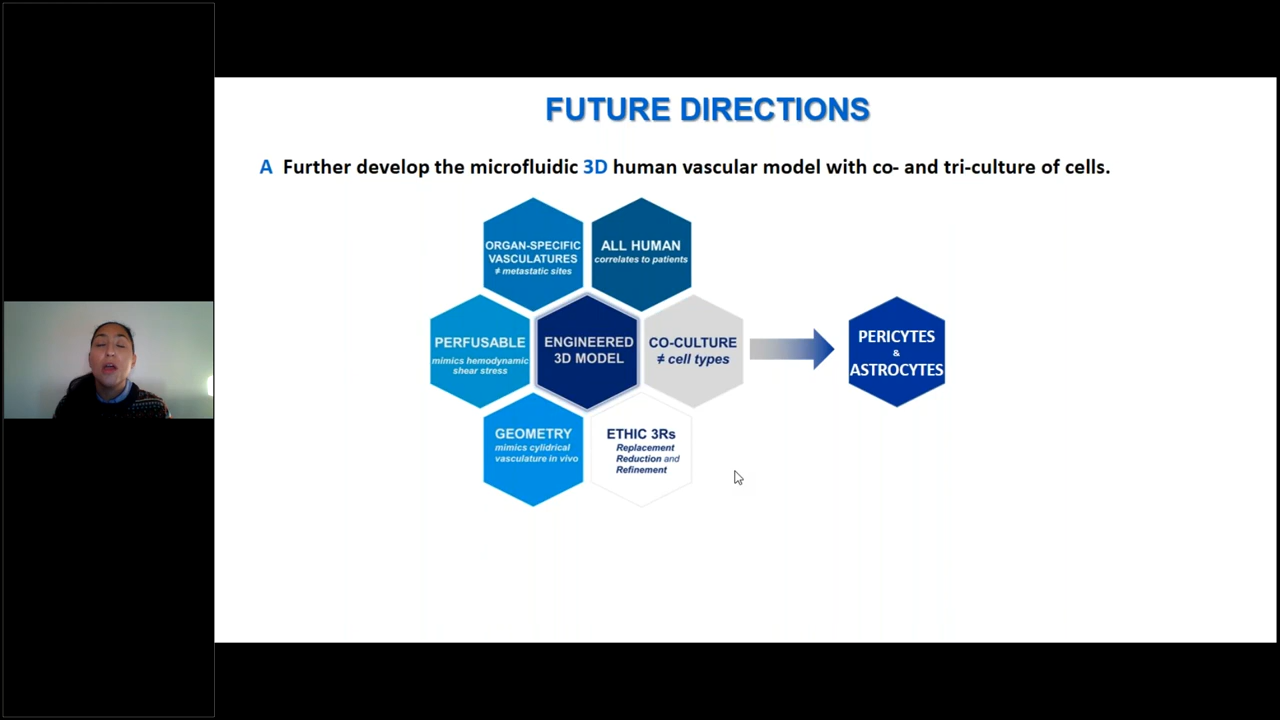 FUTURE DIRECTIONS
A Further develop the microfluidic 3D human vascular model with co- and tri-culture of cells.
ORGAN-SPECIFIC
VASCULATURES
≠ metastatic sites
ALL HUMAN
correlates to patients
PERFUSABLE
mimics hemodynamic
shear stress
ENGINEERED
3D MODEL
CO-CULTURE
≠ cell types
PERICYTES
&
ASTROCYTES
GEOMETRY
mimics cylidrical
vasculature in vivo
ETHIC 3Rs
Replacement
Reduction and
Refinement